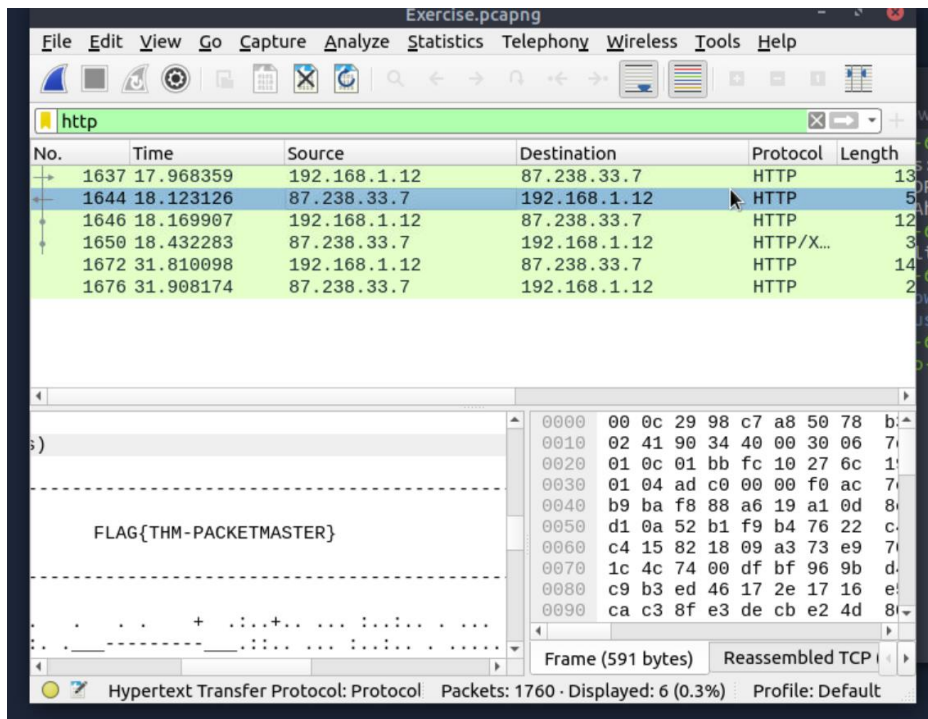 Exercise.pcapng
File Edit View Go Capture Analyze Statistics Telephony Wireless Tools Help
http
No. Time Source Destination Protocol Length
1637 17.968359 192.168.1.12 87.238.33.7 HTTP 13
1644 18.123126 87.238.33.7 192.168.1.12 HTTP 5
1646 18.169907 192.168.1.12 87.238.33.7 HTTP 12
1650 18.432283 87.238.33.7 192.168.1.12 HTTP/X… 3
1672 31.810098 192.168.1.12 87.238.33.7 HTTP 14
1676 31.908174 87.238.33.7 192.168.1.12 HTTP 2
s)
FLAG{THM-PACKETMASTER}
0000 00 0c 29 98 c7 a8 50 78
0010 02 41 90 34 40 00 30 06
0020 01 0c 01 bb fc 10 27 6c
0030 01 04 ad c0 00 00 f0 ac
0040 b9 ba f8 88 a6 19 a1 0d
0050 d1 0a 52 b1 f9 b4 76 22
0060 c4 15 82 18 09 a3 73 e9
0070 1c 4c 74 00 df bf 96 9b
0080 c9 b3 ed 46 17 2e 17 16
0090 ca c3 8f e3 de cb e2 4d
Frame (591 bytes) Reassembled TCP
Hypertext Transfer Protocol: Protocol Packets: 1760 · Displayed: 6 (0.3%) Profile: Default